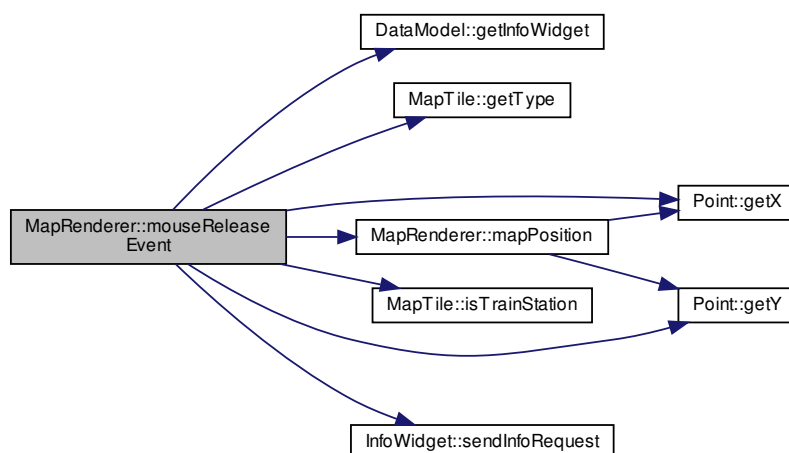 DataModel::getInfoWidget
MapTile::getType
Point::getX
MapRenderer::mouseRelease
Event
MapRenderer::mapPosition
MapTile::isTrainStation
Point::getY
InfoWidget::sendInfoRequest